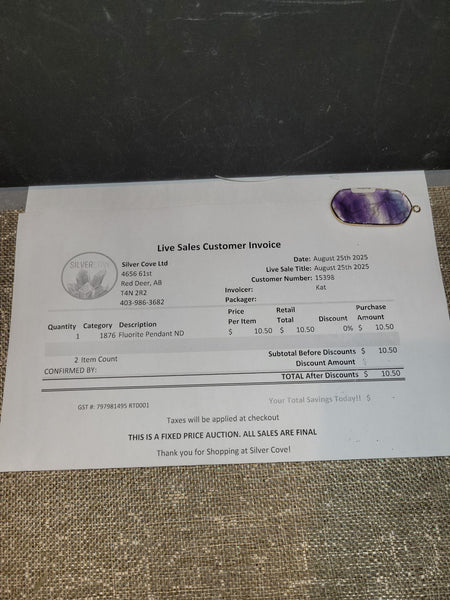 Live Sales Customer Invoice
SILVERCOVE
Silver Cove Ltd
4656 61st
Red Deer, AB
T4N 2R2
403-986-3682
Date: August 25th 2025
Live Sale Title: August 25th 2025
Customer Number: 15398
Invoicer: Kat
Packager:
Quantity Category Description Price Per Item Retail Total Discount Purchase Amount
1 1876 Fluorite Pendant ND $ 10.50 $ 10.50 0% $ 10.50
2 Item Count
Subtotal Before Discounts $ 10.50
CONFIRMED BY:
Discount Amount $
TOTAL After Discounts $ 10.50
GST #: 797981495 RT0001
Your Total Savings Today!! $
Taxes will be applied at checkout
THIS IS A FIXED PRICE AUCTION. ALL SALES ARE FINAL
Thank you for Shopping at Silver Cove!